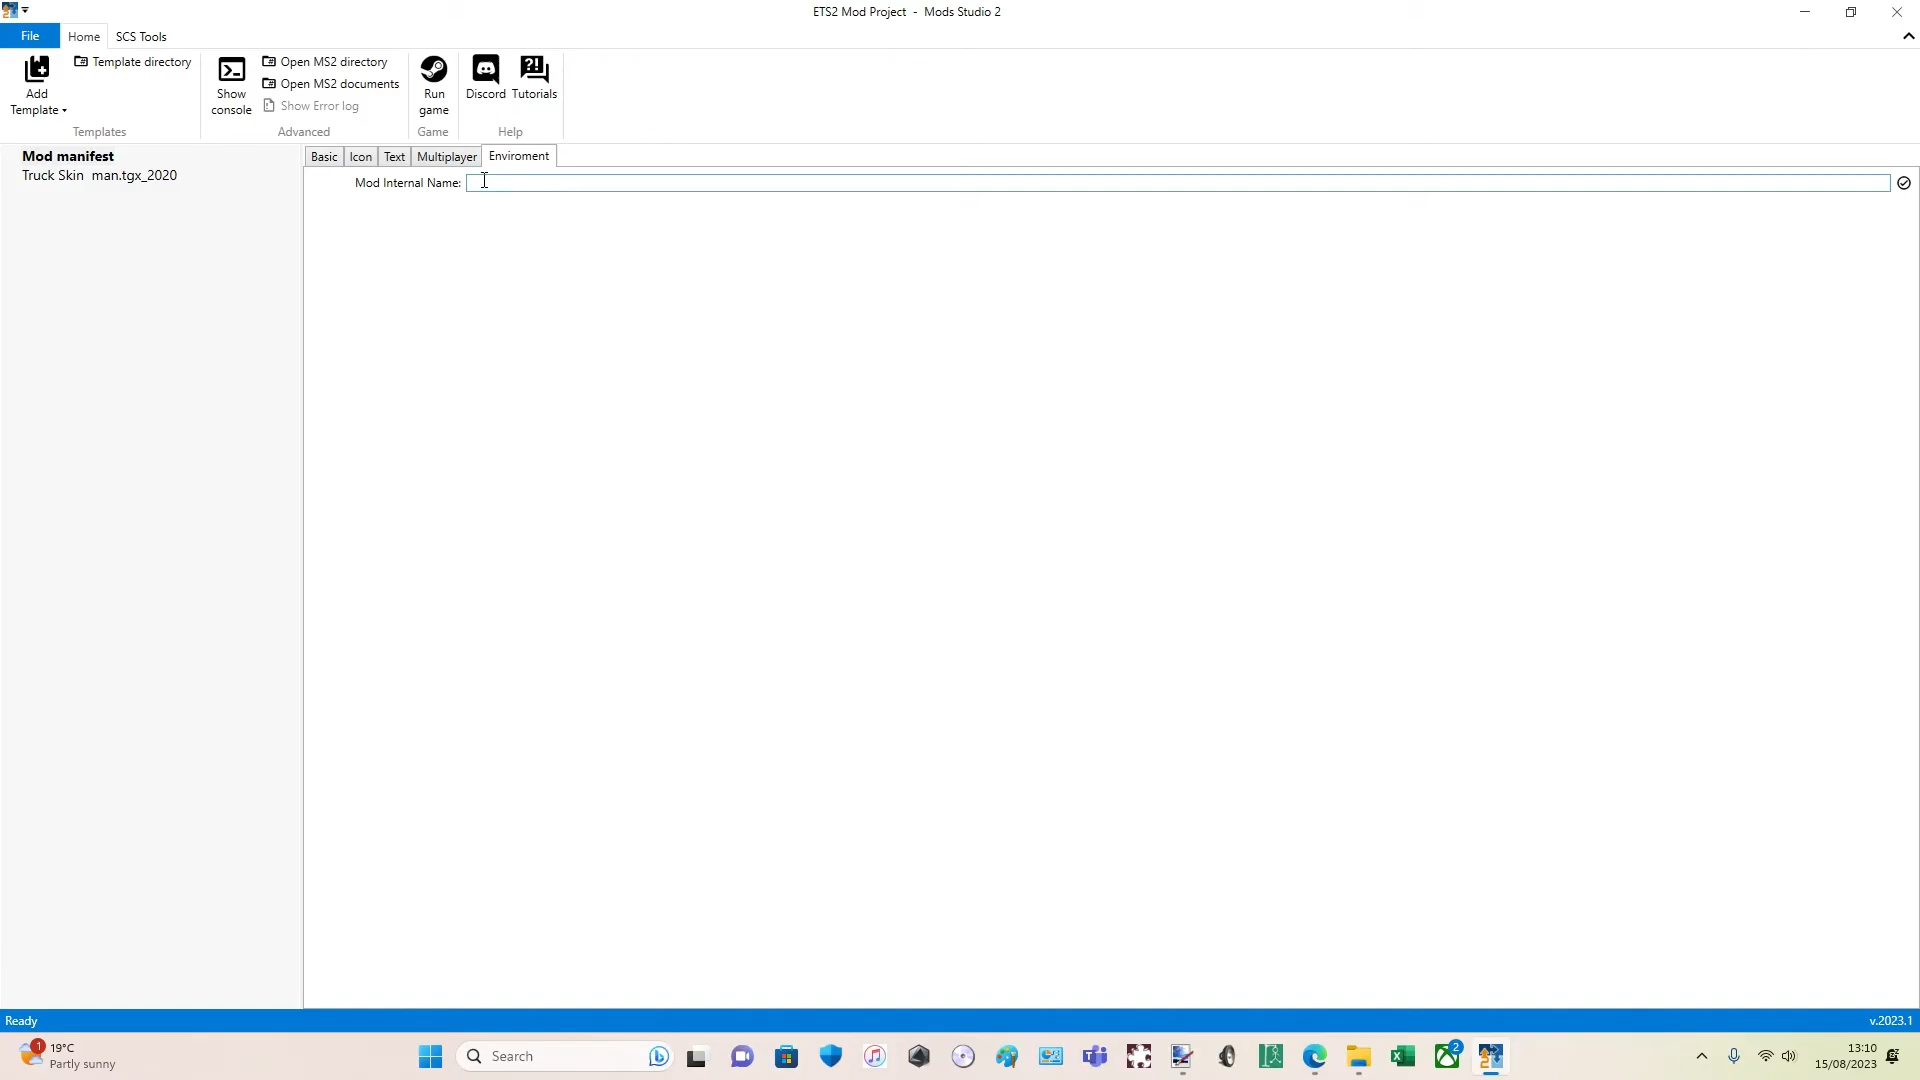 ETS2 Mod Project - Mods Studio 2
File Home SCS Tools
Add Template
Template directory
Templates
Show console
Open MS2 directory
Open MS2 documents
Show Error log
Advanced
Run game
Game
Discord Tutorials
Help
Mod manifest
Truck Skin man.tgx_2020
Basic Icon Text Multiplayer Enviroment
Mod Internal Name:
Ready
v.2023.1
1
19°C
Partly sunny
Search
2
13:10
15/08/2023